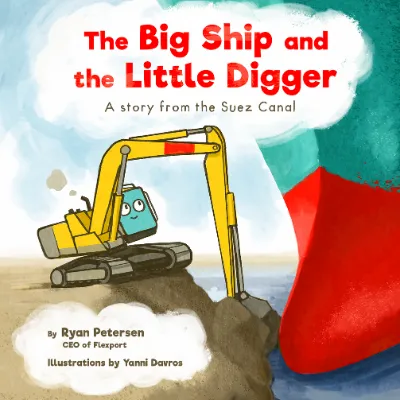 The Big Ship and
the Little Digger
A story from the Suez Canal
By Ryan Petersen
CEO of Flexport
Illustrations by Yanni Davros